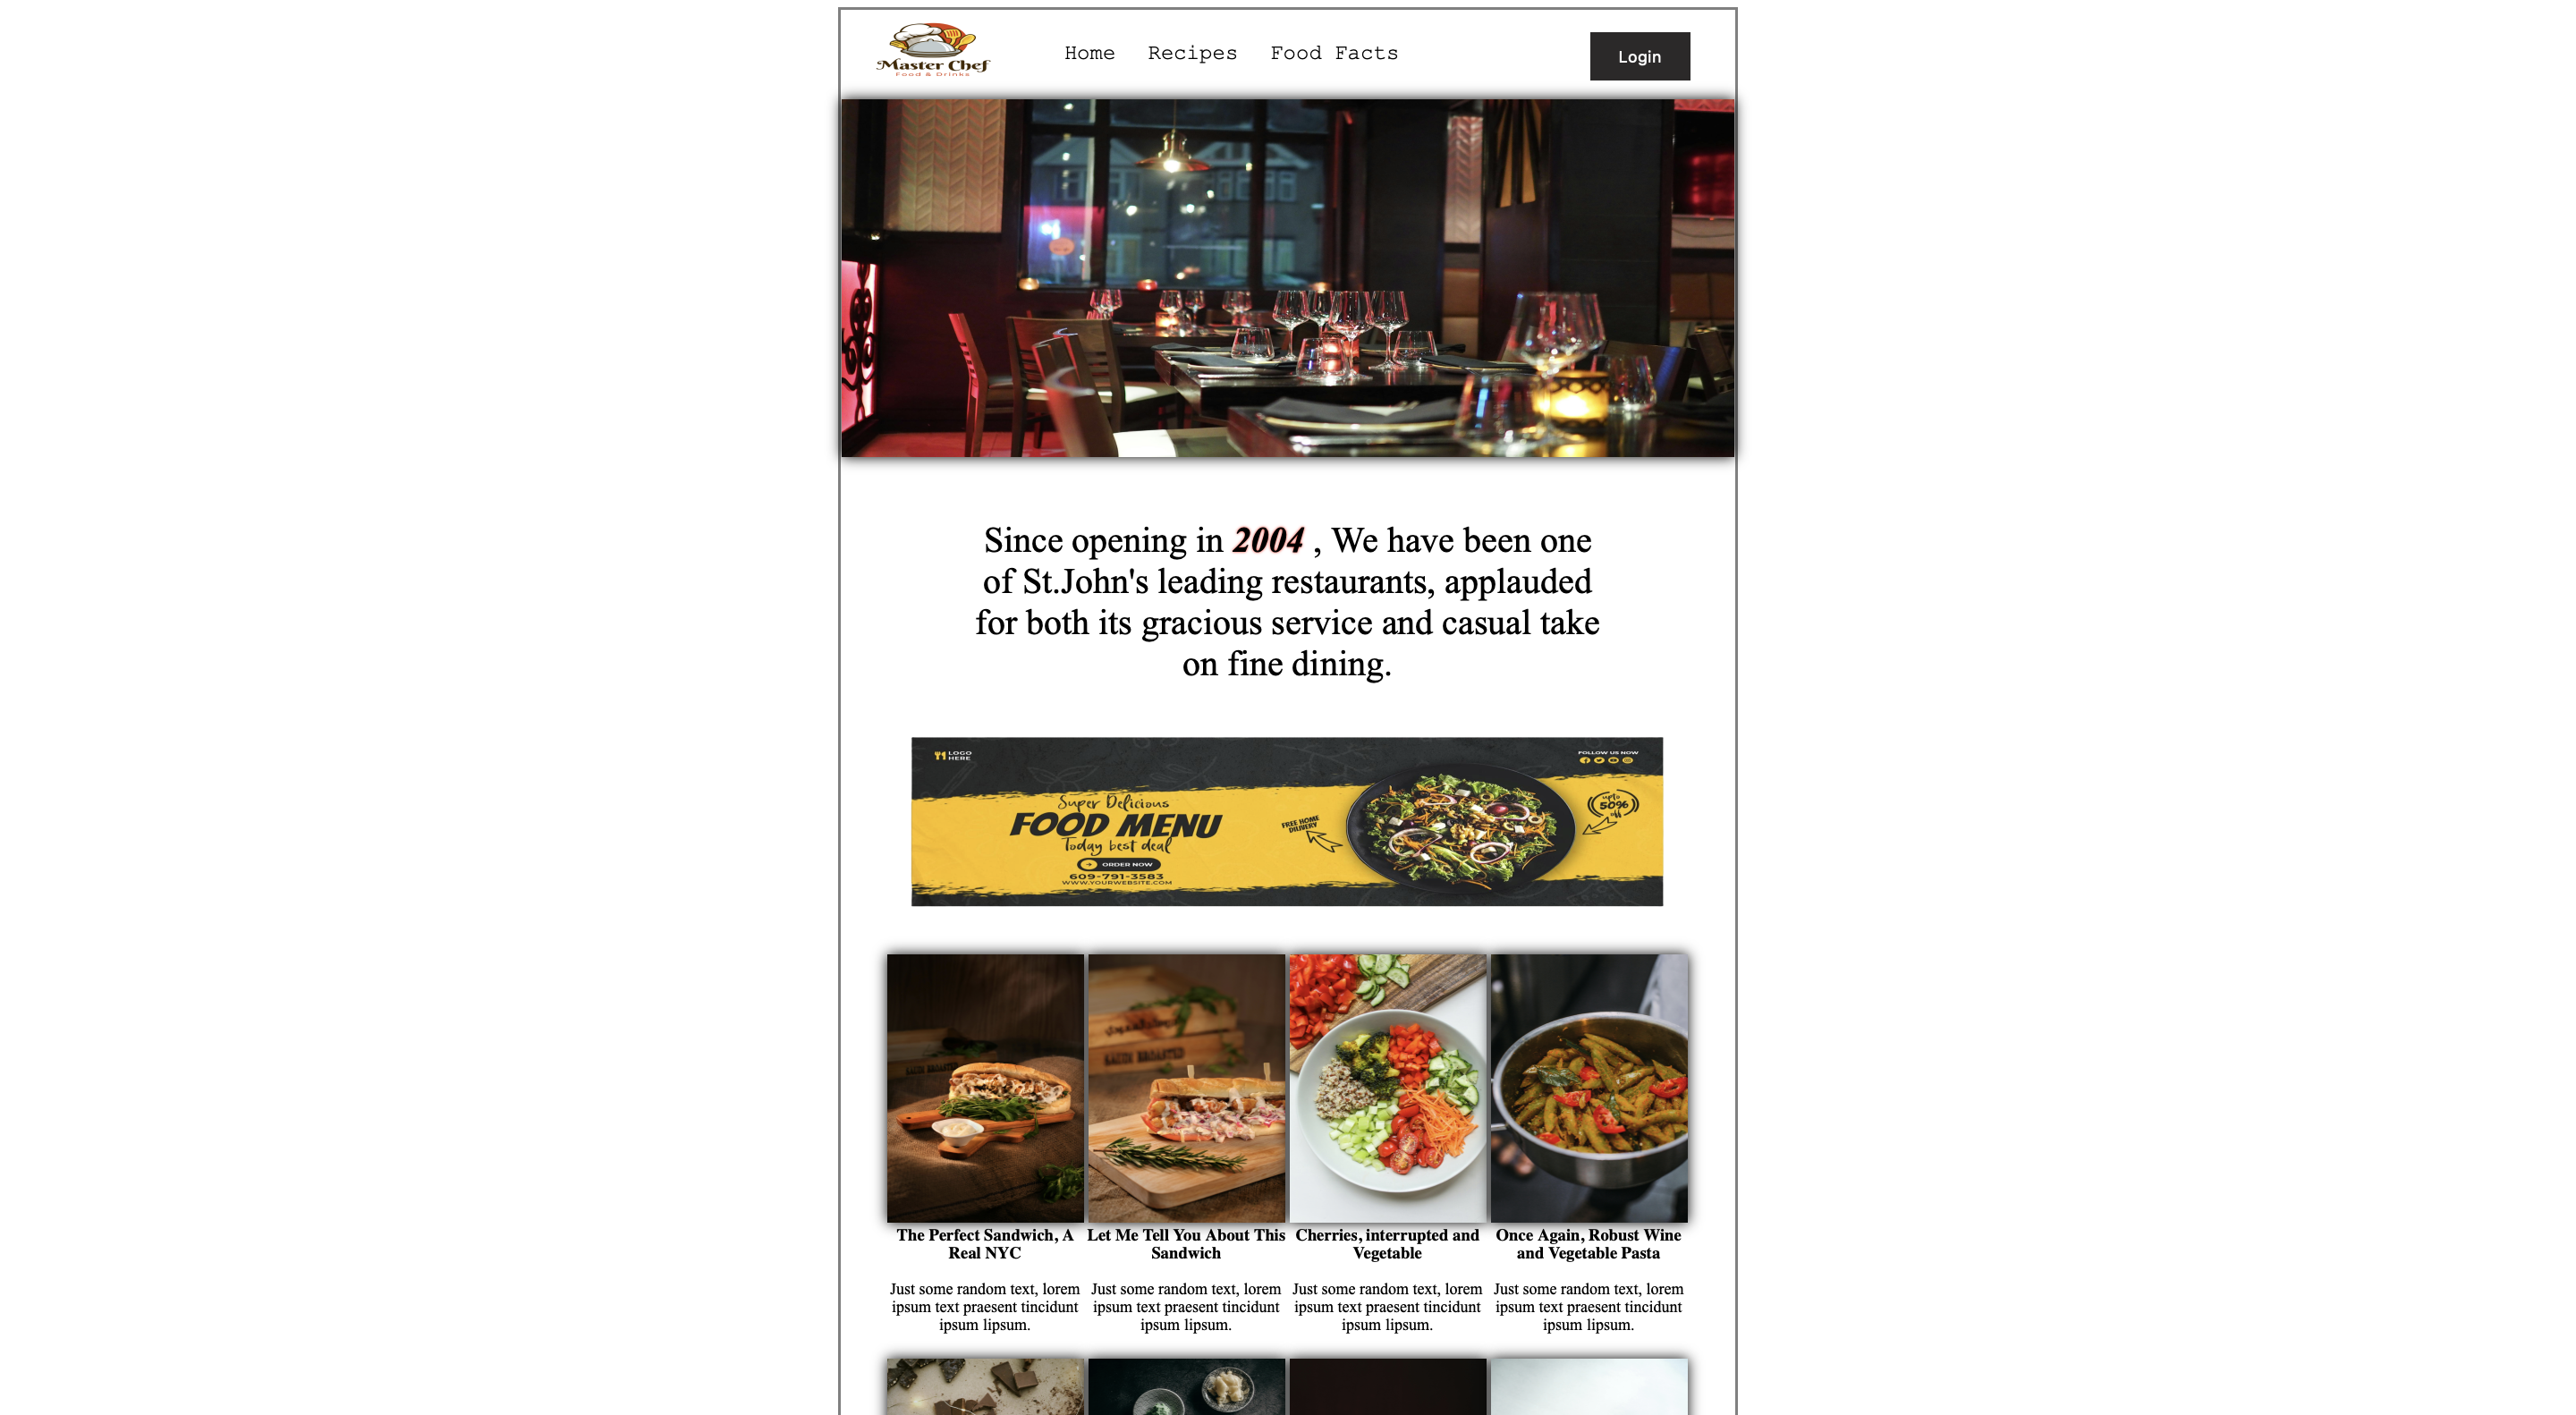 Master Chef
Food & Drinks
Home Recipes Food Facts
Login
Since opening in 2004 , We have been one
of St.John's leading restaurants, applauded
for both its gracious service and casual take
on fine dining.
LOGO
HERE
FOLLOW US NOW
Super Delicious
FOOD MENU
Today best deal
ORDER NOW
609-791-3583
WWW.YOURWEBSITE.COM
FREE HOME
DELIVERY
upto
50%
off
The Perfect Sandwich, A
Real NYC
Just some random text, lorem
ipsum text praesent tincidunt
ipsum lipsum.
Let Me Tell You About This
Sandwich
Just some random text, lorem
ipsum text praesent tincidunt
ipsum lipsum.
Cherries, interrupted and
Vegetable
Just some random text, lorem
ipsum text praesent tincidunt
ipsum lipsum.
Once Again, Robust Wine
and Vegetable Pasta
Just some random text, lorem
ipsum text praesent tincidunt
ipsum lipsum.